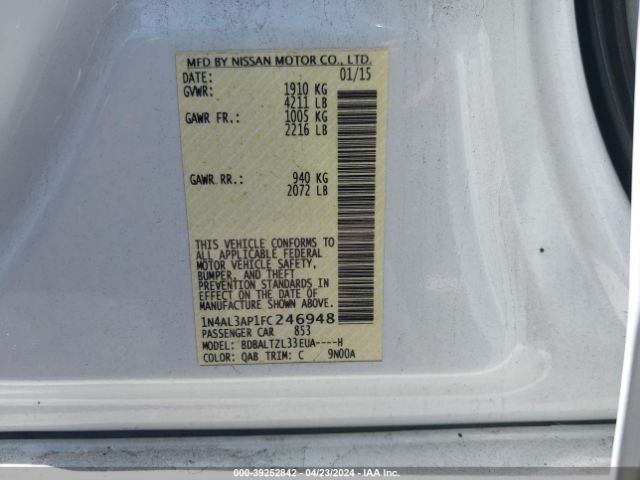 MFD BY NISSAN MOTOR CO., LTD.
DATE: 01/15
GVWR: 1910 KG
4211 LB
GAWR FR.: 1005 KG
2216 LB
GAWR RR.: 940 KG
2072 LB
THIS VEHICLE CONFORMS TO
ALL APPLICABLE FEDERAL
MOTOR VEHICLE SAFETY,
BUMPER, AND THEFT
PREVENTION STANDARDS IN
EFFECT ON THE DATE OF
MANUFACTURE SHOWN ABOVE.
1N4AL3AP1FC246948
PASSENGER CAR 853
MODEL: BDBALTZL33EUA----H
COLOR: QAB TRIM: C 9N00A
000-39252842 - 04/23/2024 - IAA Inc.